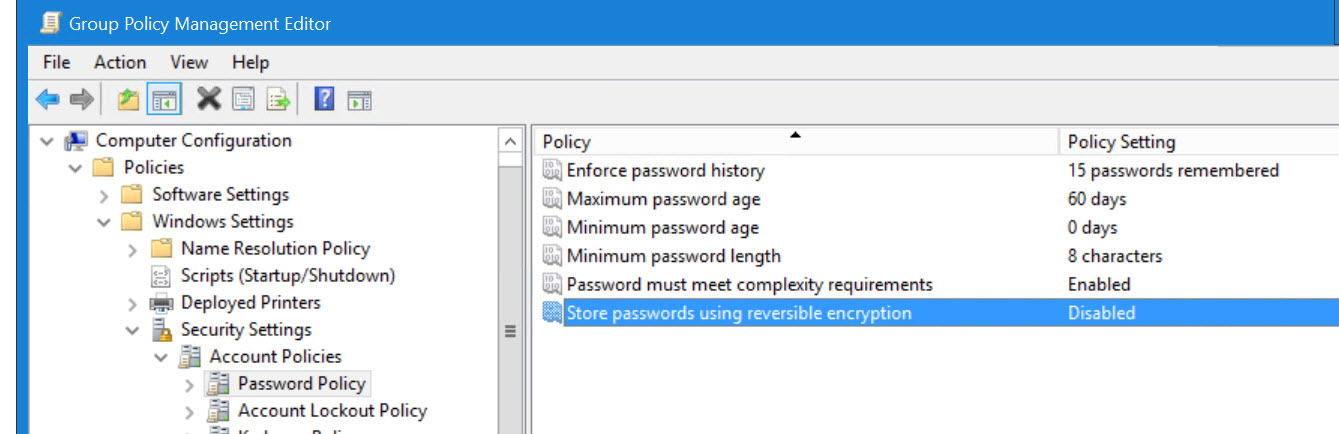 Group Policy Management Editor
File Action View Help
Computer Configuration
Policies
Software Settings
Windows Settings
Name Resolution Policy
Scripts (Startup/Shutdown)
Deployed Printers
Security Settings
Account Policies
Password Policy
Account Lockout Policy
Policy Policy Setting
Enforce password history 15 passwords remembered
Maximum password age 60 days
Minimum password age 0 days
Minimum password length 8 characters
Password must meet complexity requirements Enabled
Store passwords using reversible encryption Disabled